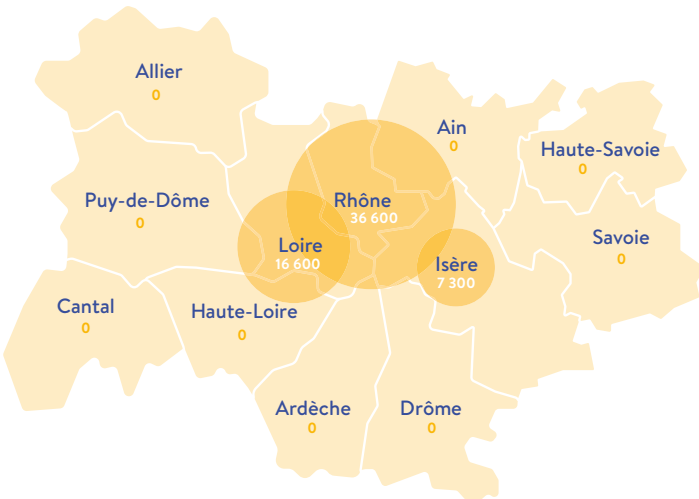 Allier
0
Ain
0
Haute-Savoie
0
Puy-de-Dôme
0
Rhône
36 600
Loire
16 600
Isère
7 300
Savoie
0
Cantal
0
Haute-Loire
0
Ardèche
0
Drôme
0